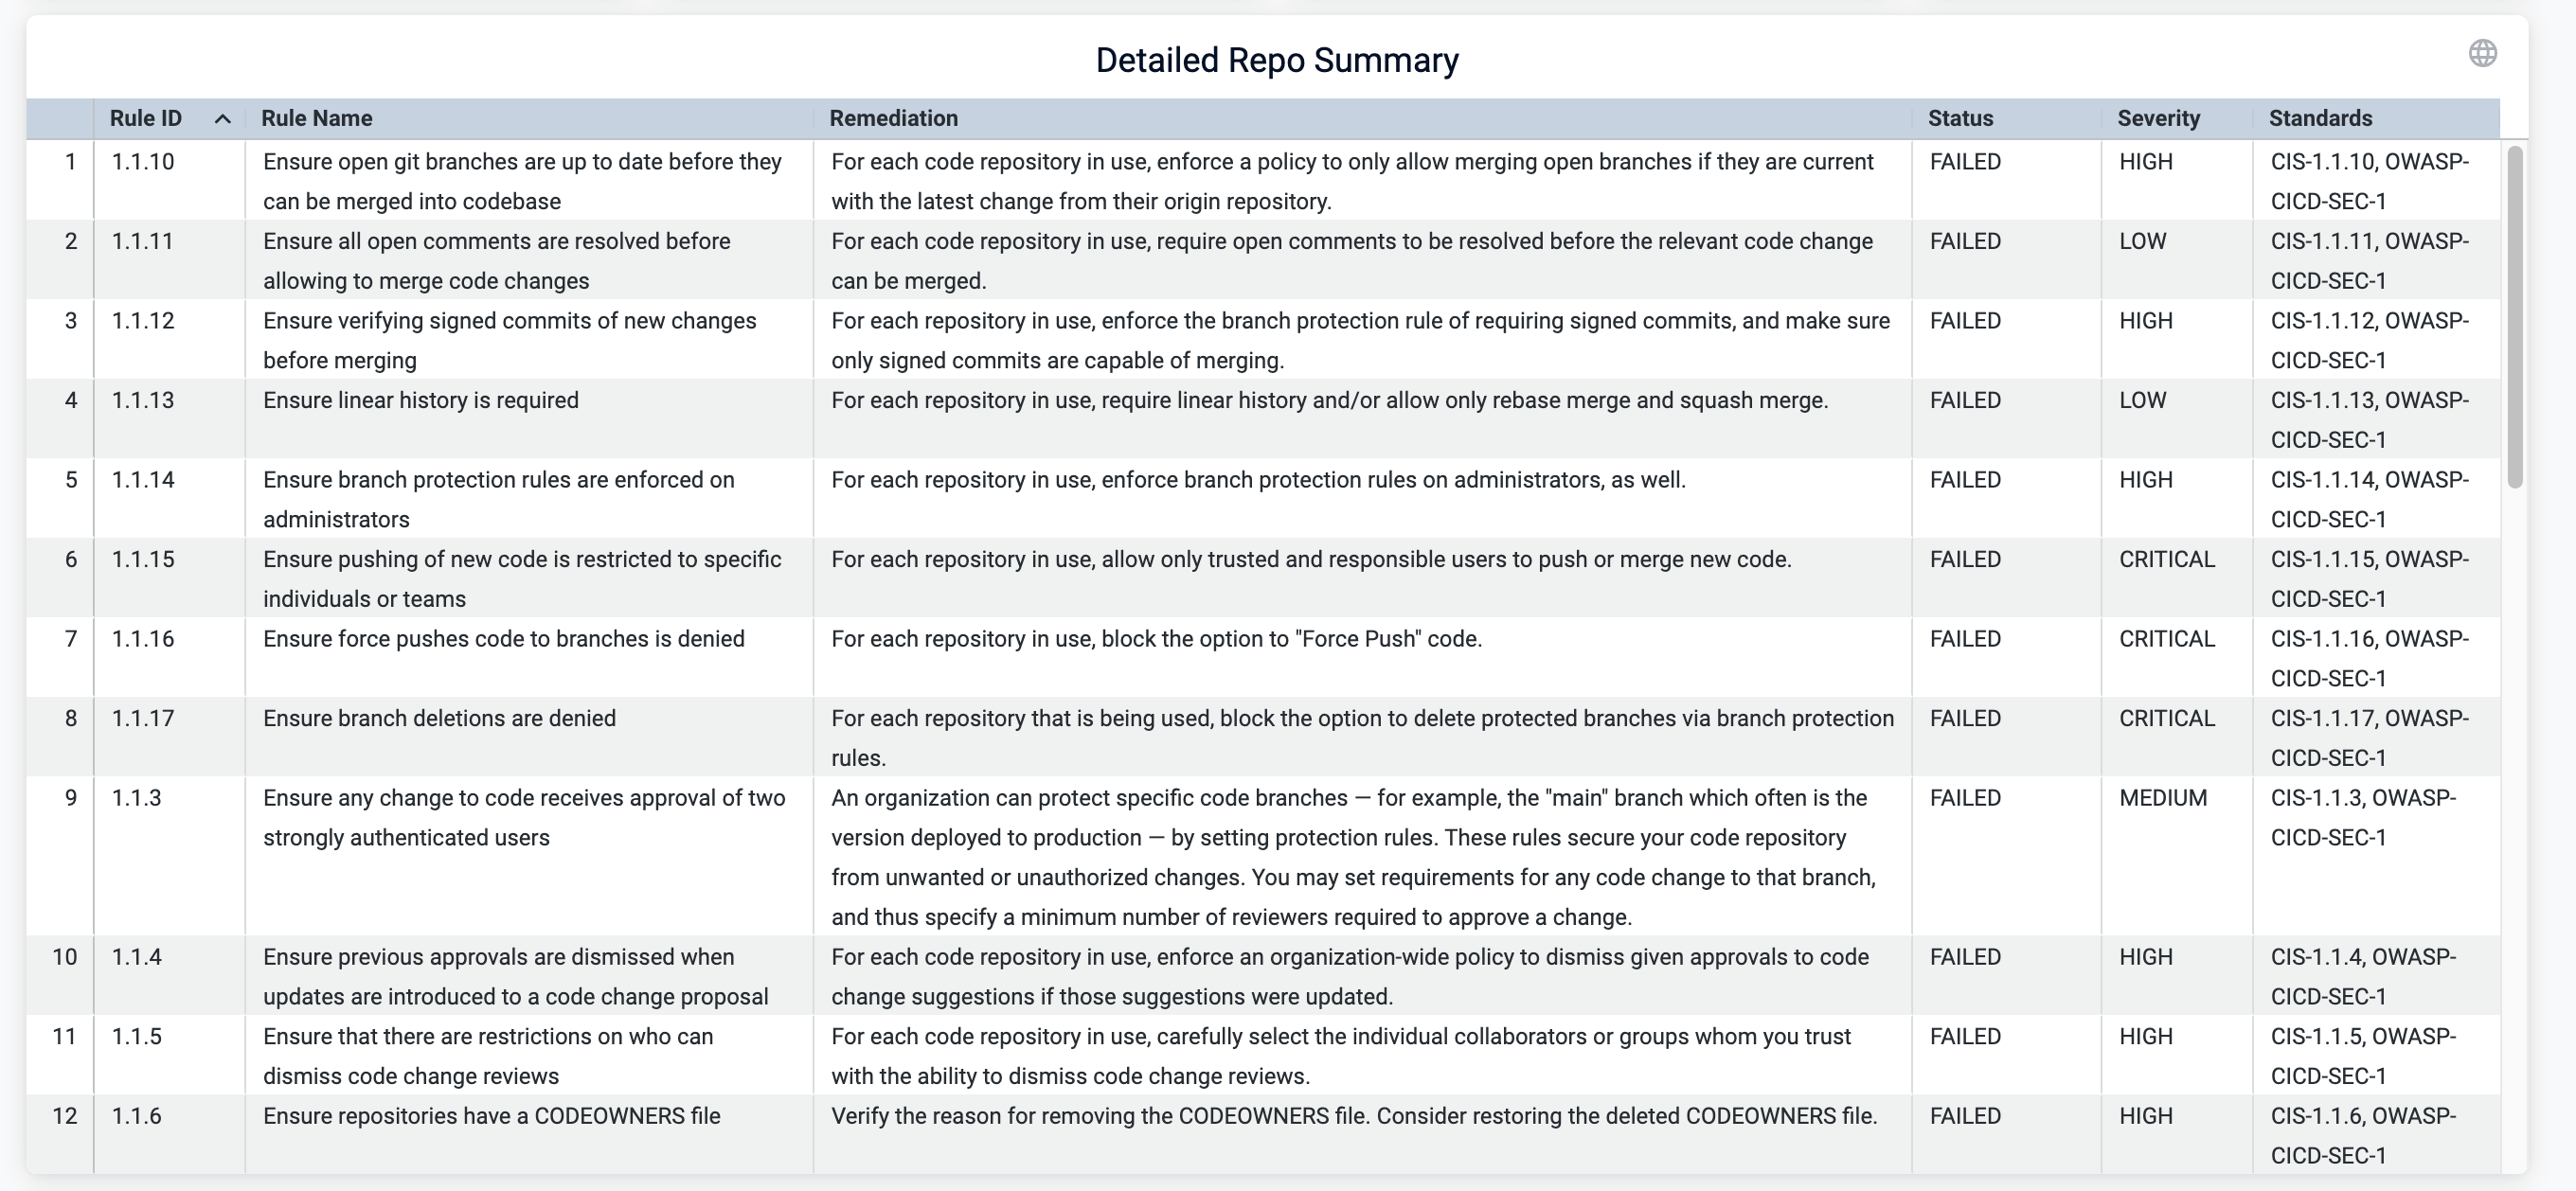 Detailed Repo Summary
Rule ID Rule Name Remediation Status Severity Standards
1 1.1.10 Ensure open git branches are up to date before they For each code repository in use, enforce a policy to only allow merging open branches if they are current FAILED HIGH CIS-1.1.10, OWASP-
can be merged into codebase with the latest change from their origin repository. CICD-SEC-1
2 1.1.11 Ensure all open comments are resolved before For each code repository in use, require open comments to be resolved before the relevant code change FAILED LOW CIS-1.1.11, OWASP-
allowing to merge code changes can be merged. CICD-SEC-1
3 1.1.12 Ensure verifying signed commits of new changes For each repository in use, enforce the branch protection rule of requiring signed commits, and make sure FAILED HIGH CIS-1.1.12, OWASP-
before merging only signed commits are capable of merging. CICD-SEC-1
4 1.1.13 Ensure linear history is required For each repository in use, require linear history and/or allow only rebase merge and squash merge. FAILED LOW CIS-1.1.13, OWASP-
CICD-SEC-1
5 1.1.14 Ensure branch protection rules are enforced on For each repository in use, enforce branch protection rules on administrators, as well. FAILED HIGH CIS-1.1.14, OWASP-
administrators CICD-SEC-1
6 1.1.15 Ensure pushing of new code is restricted to specific For each repository in use, allow only trusted and responsible users to push or merge new code. FAILED CRITICAL CIS-1.1.15, OWASP-
individuals or teams CICD-SEC-1
7 1.1.16 Ensure force pushes code to branches is denied For each repository in use, block the option to "Force Push" code. FAILED CRITICAL CIS-1.1.16, OWASP-
CICD-SEC-1
8 1.1.17 Ensure branch deletions are denied For each repository that is being used, block the option to delete protected branches via branch protection FAILED CRITICAL CIS-1.1.17, OWASP-
rules. CICD-SEC-1
9 1.1.3 Ensure any change to code receives approval of two An organization can protect specific code branches — for example, the "main" branch which often is the FAILED MEDIUM CIS-1.1.3, OWASP-
strongly authenticated users version deployed to production — by setting protection rules. These rules secure your code repository CICD-SEC-1
from unwanted or unauthorized changes. You may set requirements for any code change to that branch,
and thus specify a minimum number of reviewers required to approve a change.
10 1.1.4 Ensure previous approvals are dismissed when For each code repository in use, enforce an organization-wide policy to dismiss given approvals to code FAILED HIGH CIS-1.1.4, OWASP-
updates are introduced to a code change proposal change suggestions if those suggestions were updated. CICD-SEC-1
11 1.1.5 Ensure that there are restrictions on who can For each code repository in use, carefully select the individual collaborators or groups whom you trust FAILED HIGH CIS-1.1.5, OWASP-
dismiss code change reviews with the ability to dismiss code change reviews. CICD-SEC-1
12 1.1.6 Ensure repositories have a CODEOWNERS file Verify the reason for removing the CODEOWNERS file. Consider restoring the deleted CODEOWNERS file. FAILED HIGH CIS-1.1.6, OWASP-
CICD-SEC-1